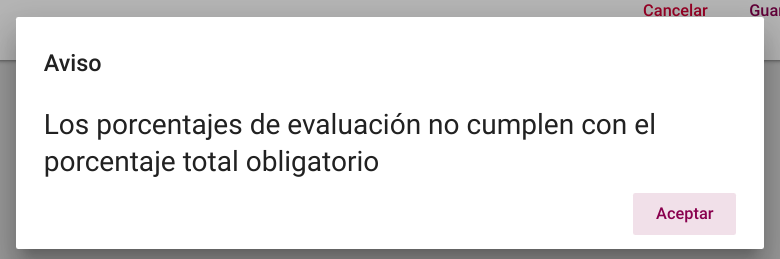 Cancelar
Aviso
Los porcentajes de evaluación no cumplen con el
porcentaje total obligatorio
Aceptar